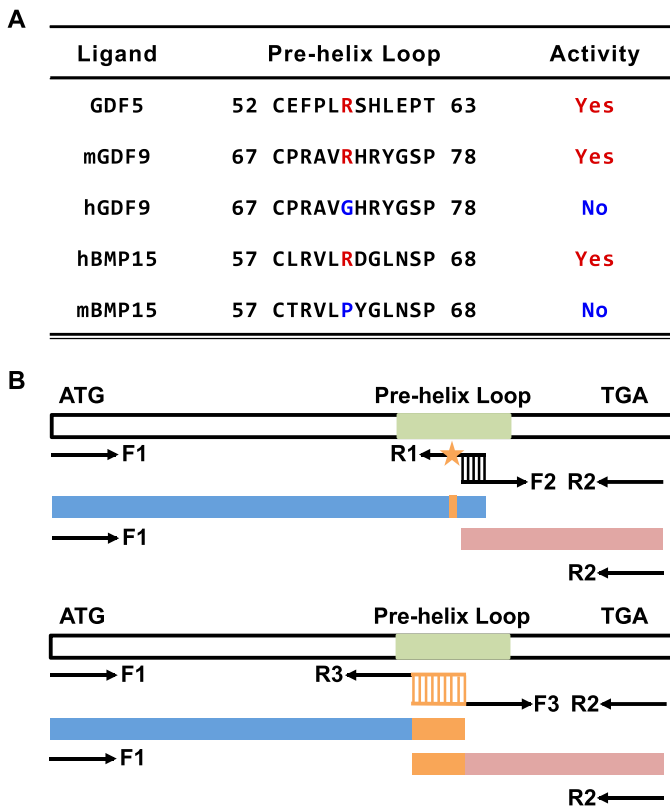 A
Ligand Pre-helix Loop Activity
GDF5 52 CEFPLRSHLEPT 63 Yes
mGDF9 67 CPRAVRHRYGSP 78 Yes
hGDF9 67 CPRAVGHRYGSP 78 No
hBMP15 57 CLRVLRDGLNSP 68 Yes
mBMP15 57 CTRVLPYGLNSP 68 No
B
ATG Pre-helix Loop TGA
F1 R1
F2 R2
F1
R2
ATG Pre-helix Loop TGA
F1 R3
F3 R2
F1
R2